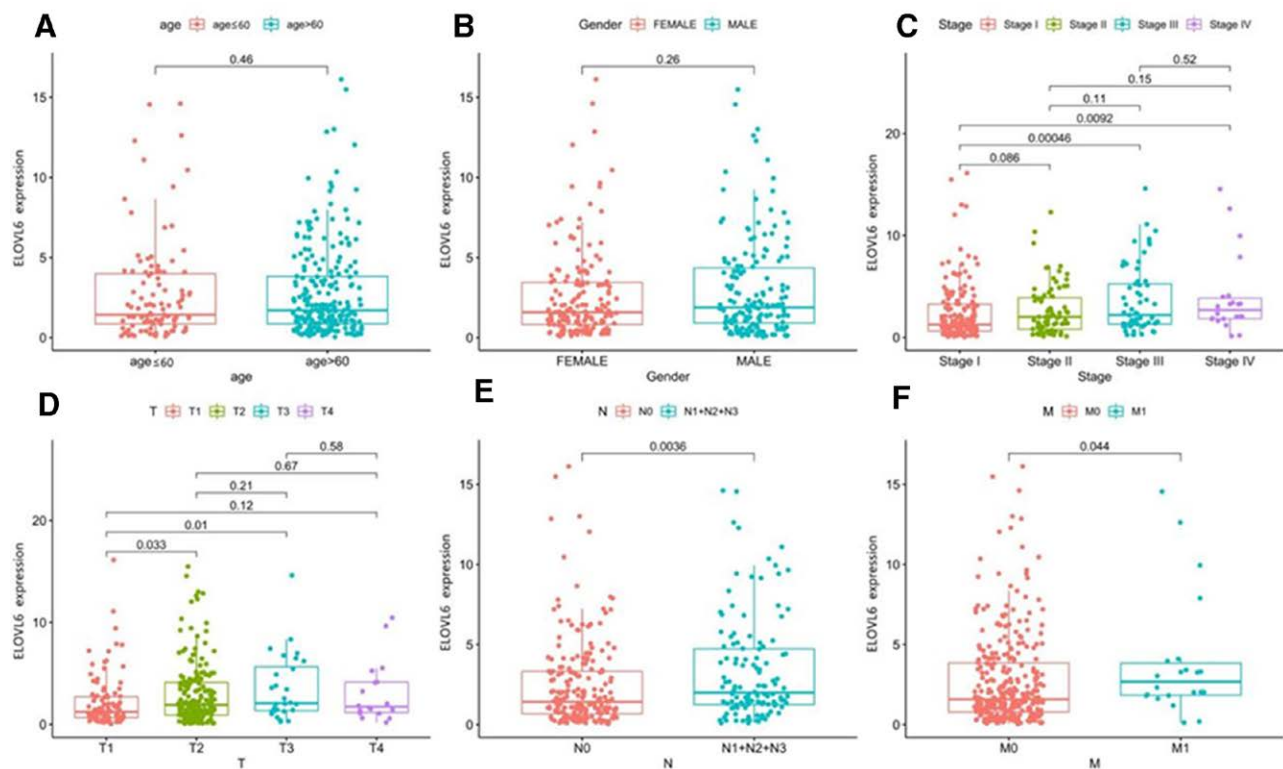 A
age age≤60 age>60
0.46
15
10
5
0
ELOVL6 expression
age≤60 age>60
age
B
Gender FEMALE MALE
0.26
15
10
5
0
ELOVL6 expression
FEMALE MALE
Gender
C
Stage Stage I Stage II Stage III Stage IV
0.52
0.15
0.11
0.0092
0.00046
0.086
20
10
0
ELOVL6 expression
Stage I Stage II Stage III Stage IV
Stage
D
T T1 T2 T3 T4
0.58
0.67
0.21
0.12
0.01
0.033
20
10
0
ELOVL6 expression
T1 T2 T3 T4
T
E
N N0 N1+N2+N3
0.0036
15
10
5
0
ELOVL6 expression
N0 N1+N2+N3
N
F
M M0 M1
0.044
15
10
5
0
ELOVL6 expression
M0 M1
M